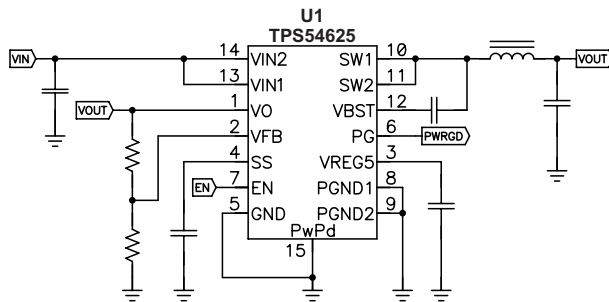 U1
TPS54625
VIN
14 VIN2 SW1 10
VOUT
13 VIN1 SW2 11
VOUT
1 VO VBST 12
2 VFB PG 6 PWRGD
4 SS VREG5 3
EN 7 EN PGND1 8
5 GND PGND2 9
PwPd
15